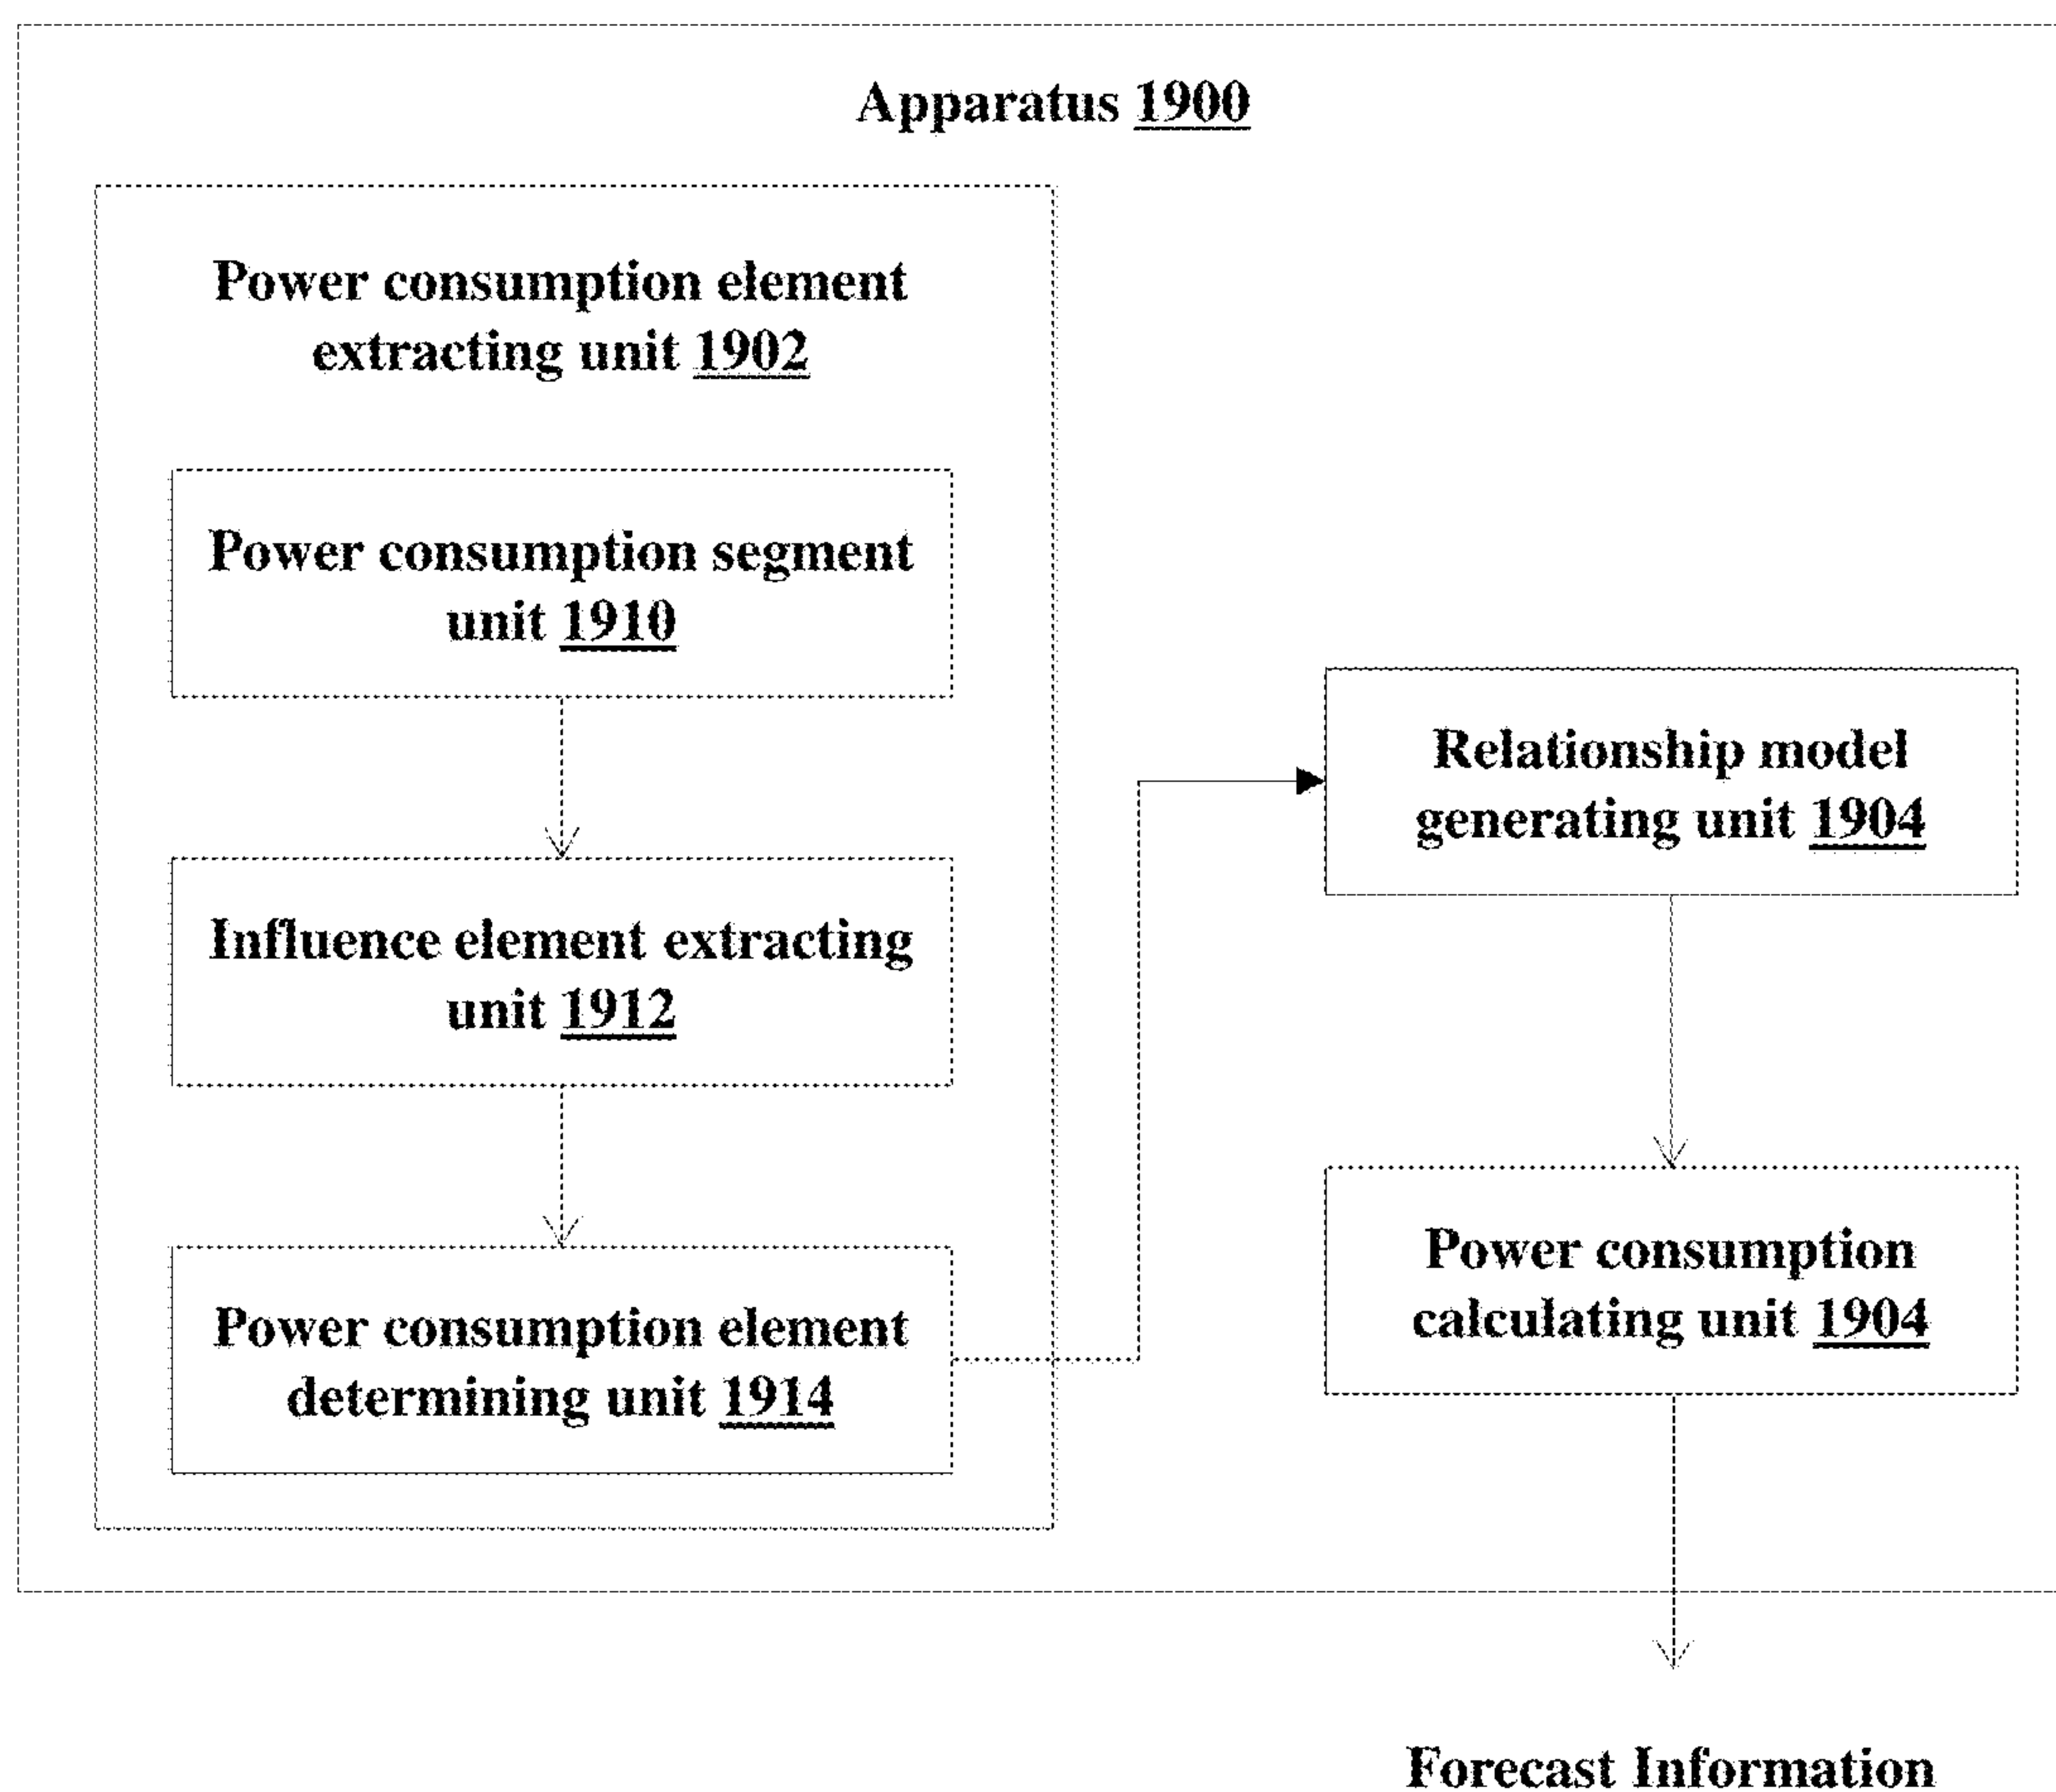 Apparatus 1900
Power consumption element
extracting unit 1902
Power consumption segment
unit 1910
Influence element extracting
unit 1912
Power consumption element
determining unit 1914
Relationship model
generating unit 1904
Power consumption
calculating unit 1904
Forecast Information